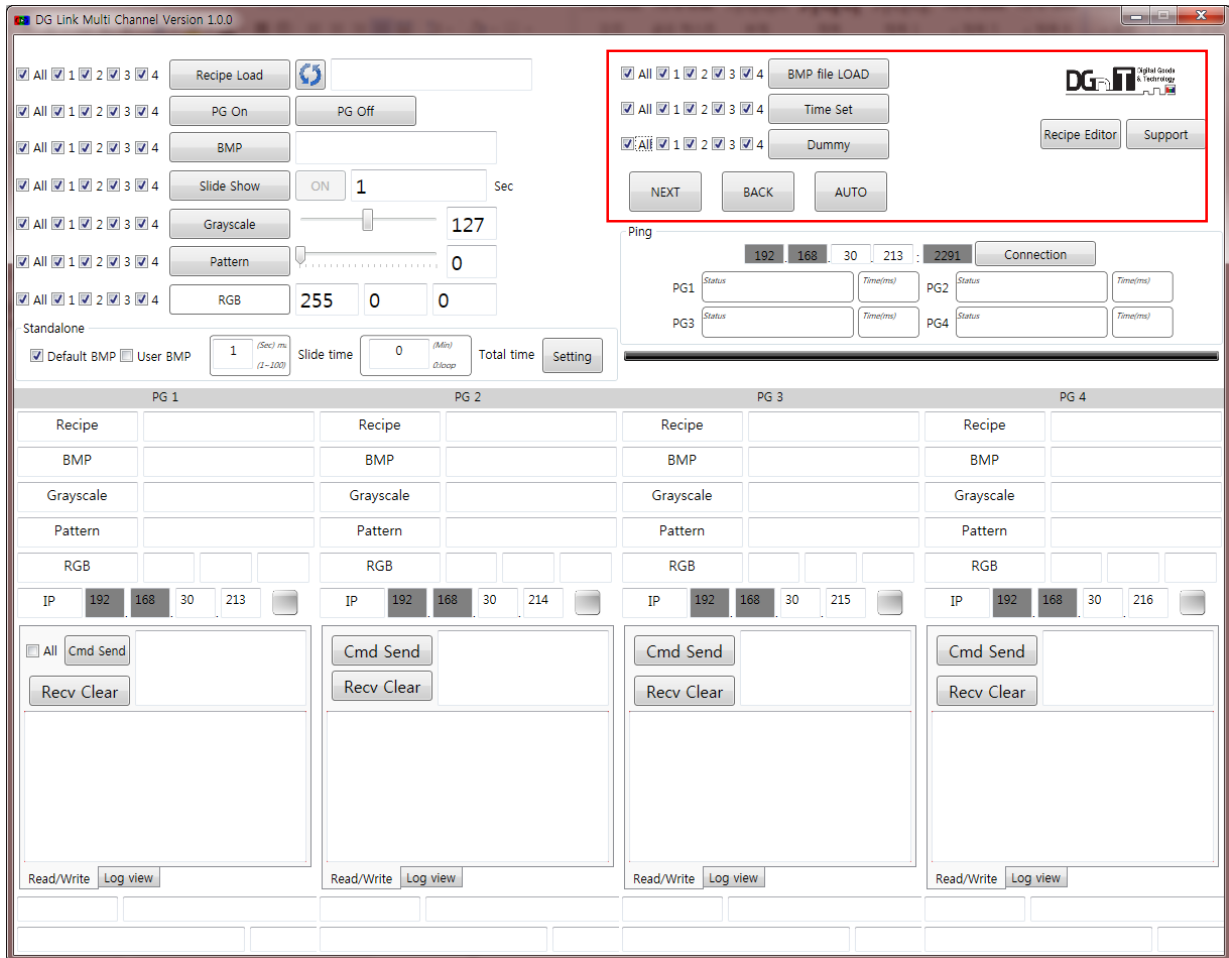 DG Link Multi Channel Version 1.0.0
All 1 2 3 4 Recipe Load
All 1 2 3 4 PG On PG Off
All 1 2 3 4 BMP
All 1 2 3 4 Slide Show ON 1 Sec
All 1 2 3 4 Grayscale 127
All 1 2 3 4 Pattern 0
All 1 2 3 4 RGB 255 0 0
Standalone
Default BMP User BMP 1 (Sec) (1~100) Slide time 0 (Min) 0:loop Total time Setting
All 1 2 3 4 BMP file LOAD
All 1 2 3 4 Time Set
All 1 2 3 4 Dummy
NEXT BACK AUTO
DGnT Digital Goods & Technology
Recipe Editor Support
Ping
192 . 168 . 30 . 213 : 2291 Connection
PG1 Status Time(ms) PG2 Status Time(ms)
PG3 Status Time(ms) PG4 Status Time(ms)
PG 1 PG 2 PG 3 PG 4
Recipe Recipe Recipe Recipe
BMP BMP BMP BMP
Grayscale Grayscale Grayscale Grayscale
Pattern Pattern Pattern Pattern
RGB RGB RGB RGB
IP 192 . 168 . 30 . 213 IP 192 . 168 . 30 . 214 IP 192 . 168 . 30 . 215 IP 192 . 168 . 30 . 216
All Cmd Send Cmd Send Cmd Send Cmd Send
Recv Clear Recv Clear Recv Clear Recv Clear
Read/Write Log view Read/Write Log view Read/Write Log view Read/Write Log view